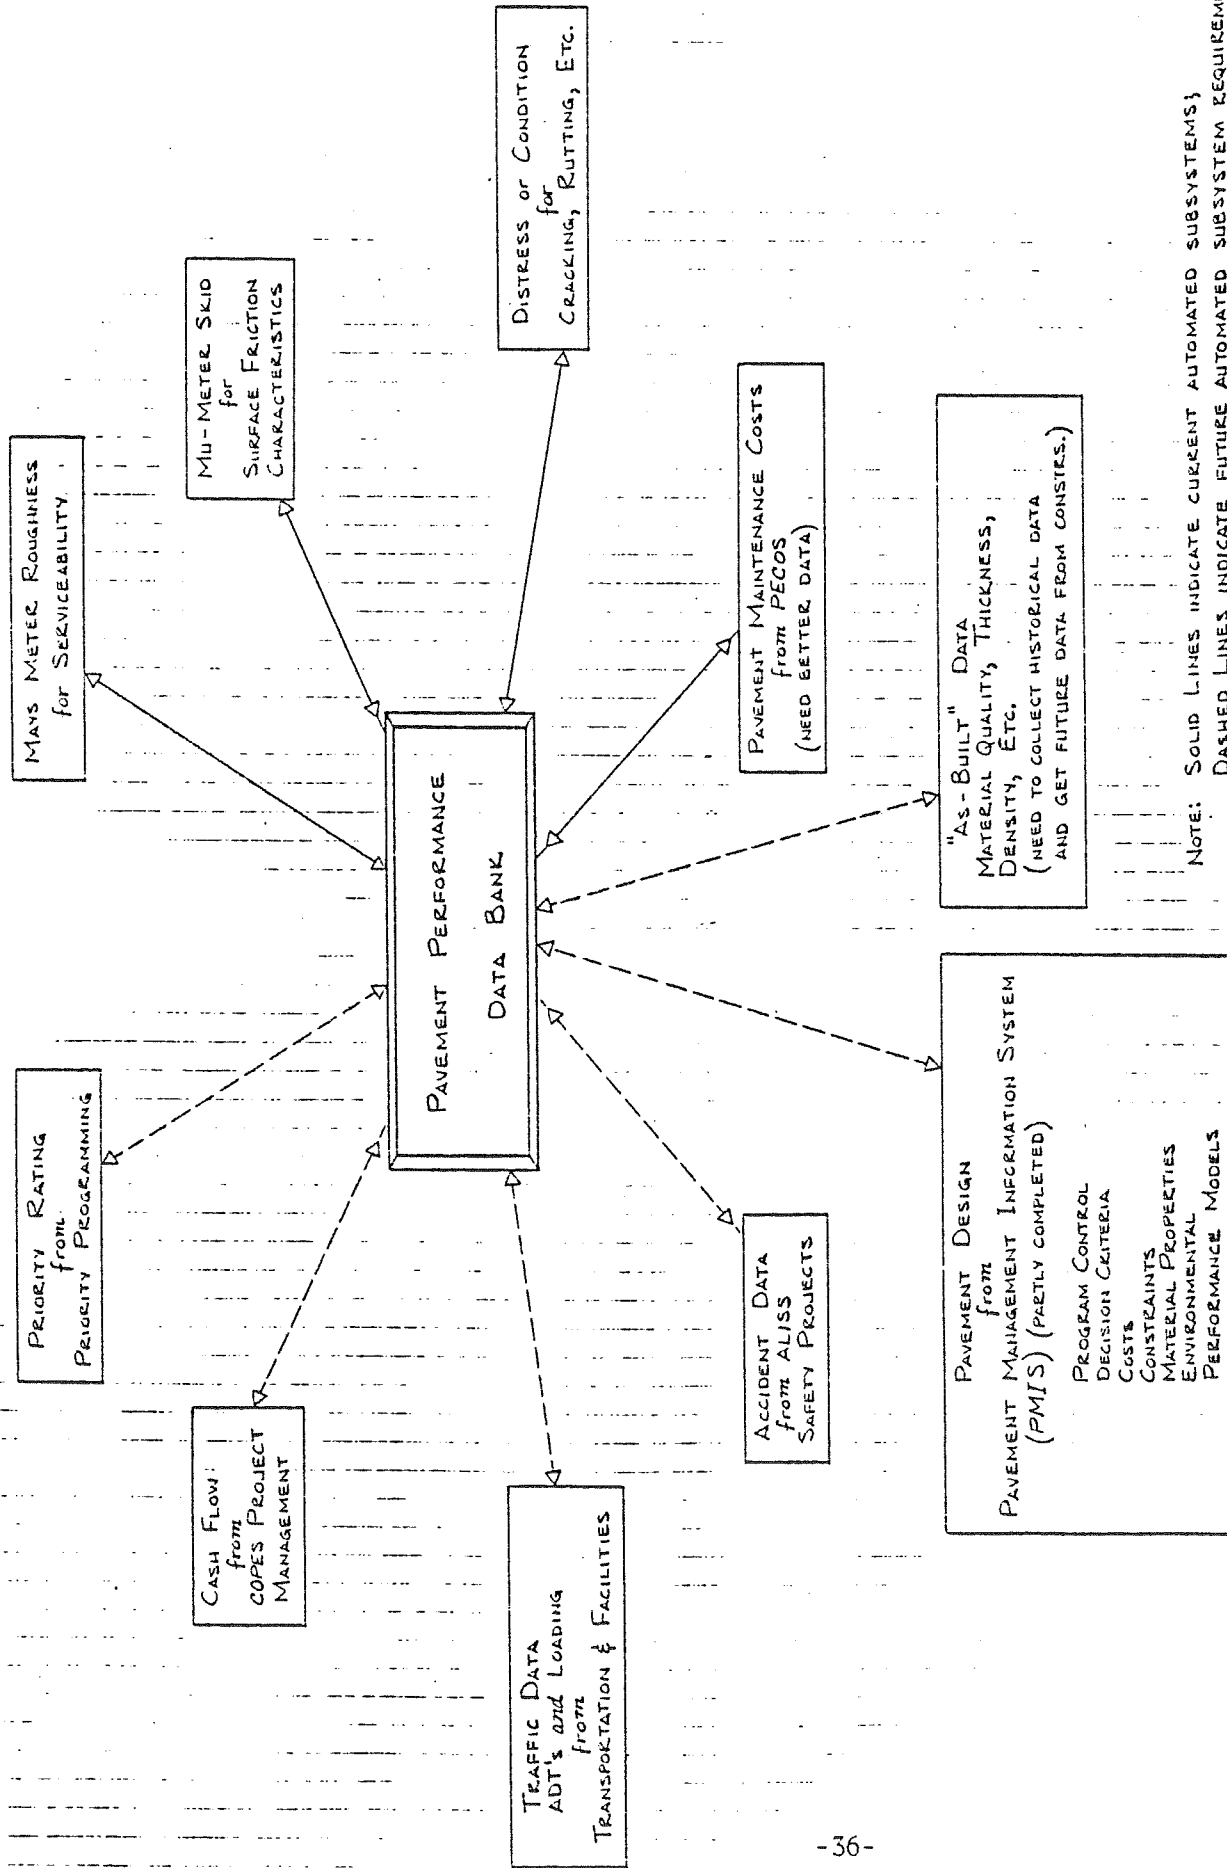 Mays Meter Roughness
for Serviceability
Mu-Meter Skid
for
Surface Friction
Characteristics
Distress or Condition
for
Cracking, Rutting, Etc.
Pavement Maintenance Costs
from PECOS
(need better data)
"As-Built" Data
Material Quality, Thickness,
Density, Etc.
(need to collect historical data
and get future data from constrs.)
Priority Rating
from
Priority Programming
Cash Flow
from
COPES Project
Management
Pavement Performance
Data Bank
Traffic Data
ADT's and Loading
from
Transportation & Facilities
Accident Data
from ALISS
Safety Projects
Pavement Design
from
Pavement Management Information System
(PMIS) (partly completed)
Program Control
Decision Criteria
Costs
Constraints
Material Properties
Environmental
Performance Models
Note: Solid Lines indicate current automated subsystems;
Dashed Lines indicate future automated subsystem
-36-